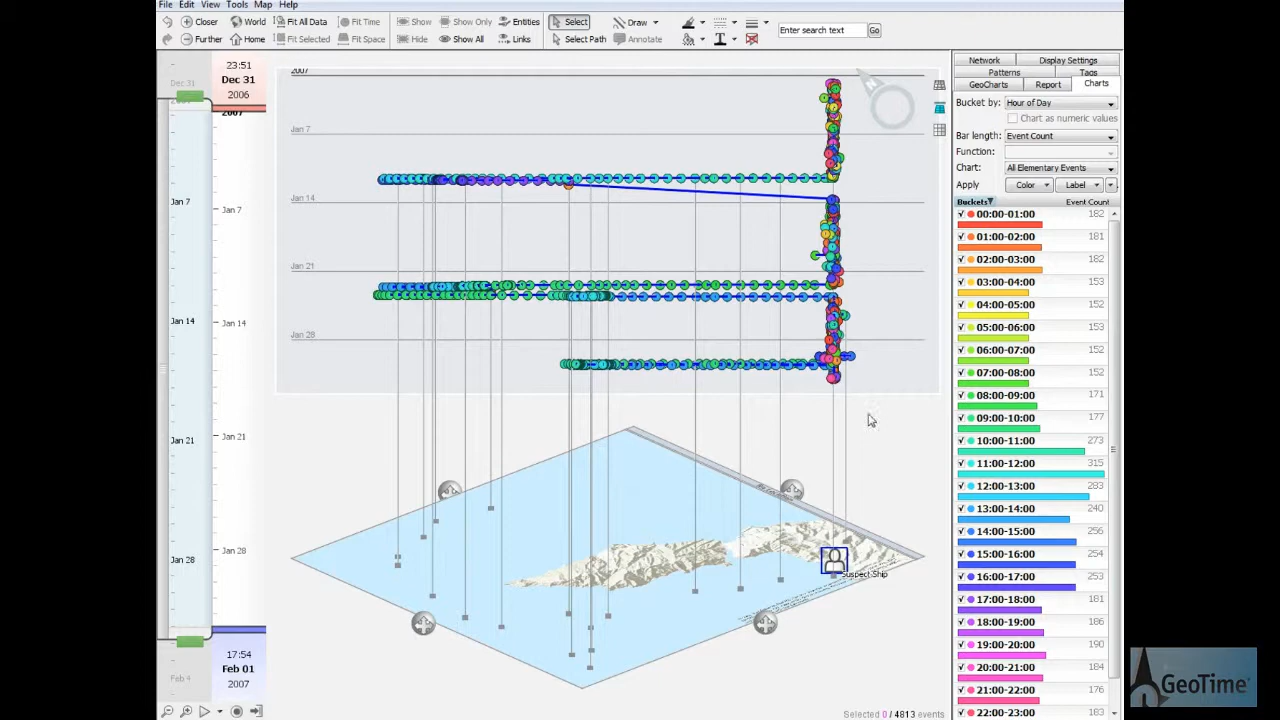 File Edit View Tools Map Help
Closer World Fit All Data Fit Time Show Show Only Entities Select Draw Enter search text Go
Further Home Fit Selected Fit Space Hide Show All Links Select Path Annotate
23:51
Dec 31
2006
2007
Dec 31
Jan 7
Jan 14
Jan 21
Jan 28
Feb 4
Jan 7
Jan 14
Jan 21
Jan 28
17:54
Feb 01
2007
2007
Jan 7
Jan 14
Jan 21
Jan 28
Suspect Ship
Selected 0 / 4813 events
Network Display Settings
Patterns Tags
GeoCharts Report Charts
Bucket by: Hour of Day
Chart as numeric values
Bar length: Event Count
Function:
Chart: All Elementary Events
Apply Color Label
Buckets Event Count
00:00-01:00 182
01:00-02:00 181
02:00-03:00 182
03:00-04:00 153
04:00-05:00 152
05:00-06:00 153
06:00-07:00 152
07:00-08:00 152
08:00-09:00 171
09:00-10:00 177
10:00-11:00 273
11:00-12:00 315
12:00-13:00 283
13:00-14:00 240
14:00-15:00 256
15:00-16:00 254
16:00-17:00 253
17:00-18:00 181
18:00-19:00 186
19:00-20:00 190
20:00-21:00 184
21:00-22:00 176
22:00-23:00 183
GeoTime